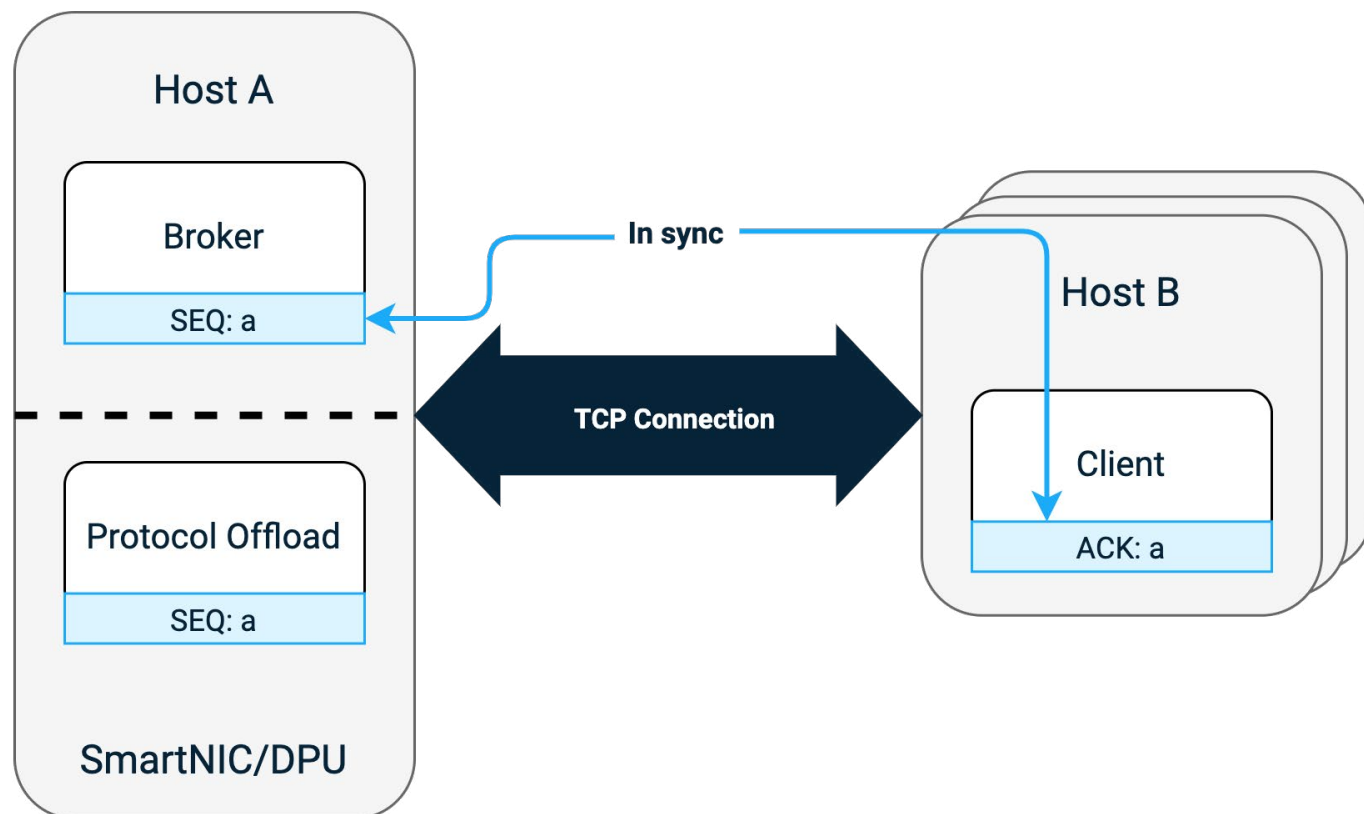 Host A
Broker
SEQ: a
Protocol Offload
SEQ: a
SmartNIC/DPU
In sync
TCP Connection
Host B
Client
ACK: a